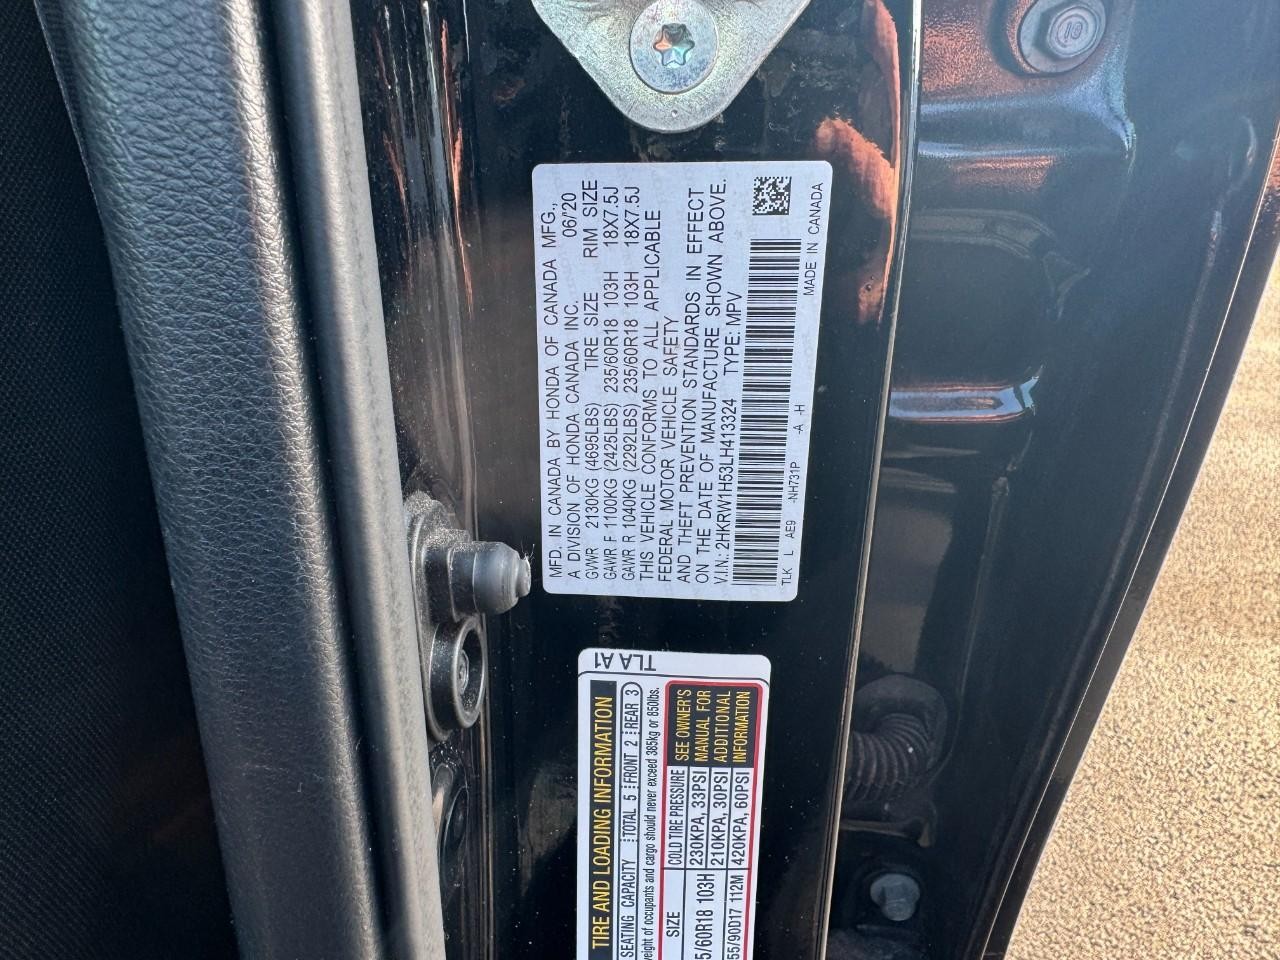 MFD. IN CANADA BY HONDA OF CANADA MFG.,
A DIVISION OF HONDA CANADA INC. 06/'20
GVWR 2130KG (4695LBS) TIRE SIZE RIM SIZE
GAWR F 1100KG (2425LBS) 235/60R18 103H 18X7.5J
GAWR R 1040KG (2292LBS) 235/60R18 103H 18X7.5J
THIS VEHICLE CONFORMS TO ALL APPLICABLE
FEDERAL MOTOR VEHICLE SAFETY
AND THEFT PREVENTION STANDARDS IN EFFECT
ON THE DATE OF MANUFACTURE SHOWN ABOVE.
V.I.N.: 2HKRW1H53LH413324 TYPE: MPV
TLK L AE9 -NH731P -A -H
MADE IN CANADA
TLA A1
TIRE AND LOADING INFORMATION
SEATING CAPACITY TOTAL 5 FRONT 2 REAR 3
weight of occupants and cargo should never exceed 385kg or 850lbs.
SIZE COLD TIRE PRESSURE
5/60R18 103H 230KPA, 33PSI
210KPA, 30PSI
55/90D17 112M 420KPA, 60PSI
SEE OWNER'S
MANUAL FOR
ADDITIONAL
INFORMATION
10